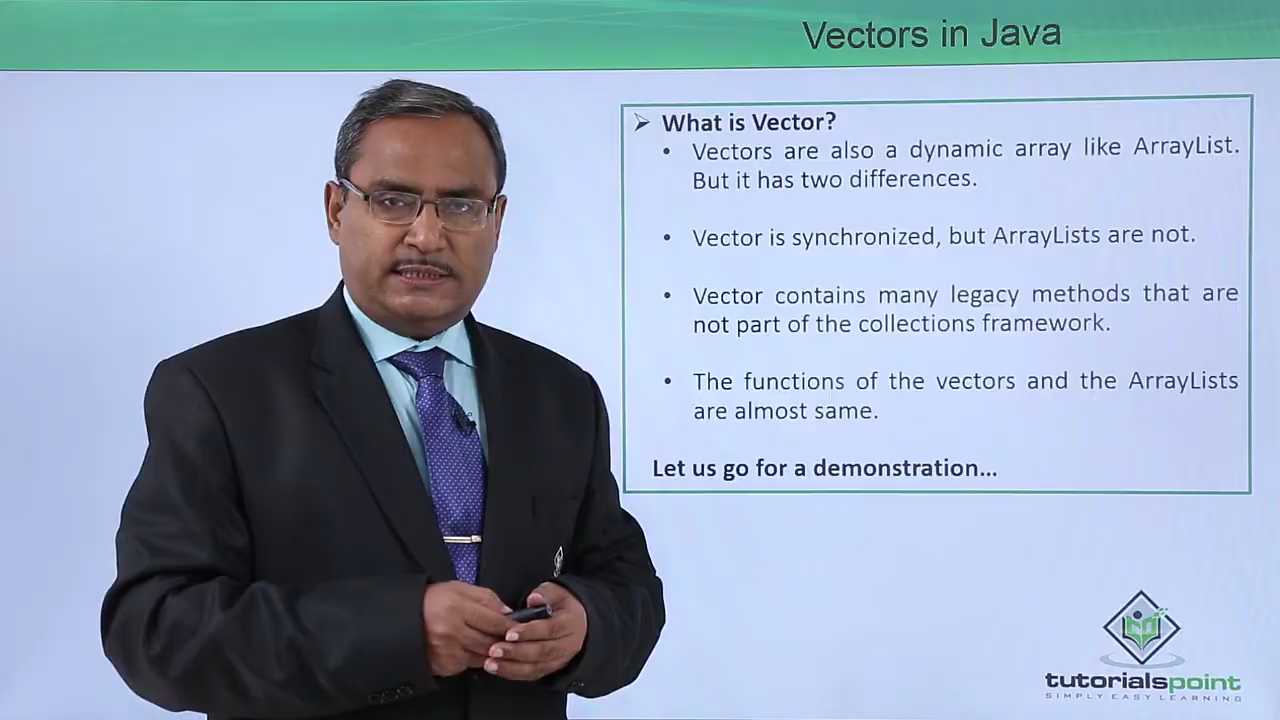 Vectors in Java
What is Vector?
Vectors are also a dynamic array like ArrayList.
But it has two differences.
Vector is synchronized, but ArrayLists are not.
Vector contains many legacy methods that are
not part of the collections framework.
The functions of the vectors and the ArrayLists
are almost same.
Let us go for a demonstration...
tutorialspoint
SIMPLY EASY LEARNING